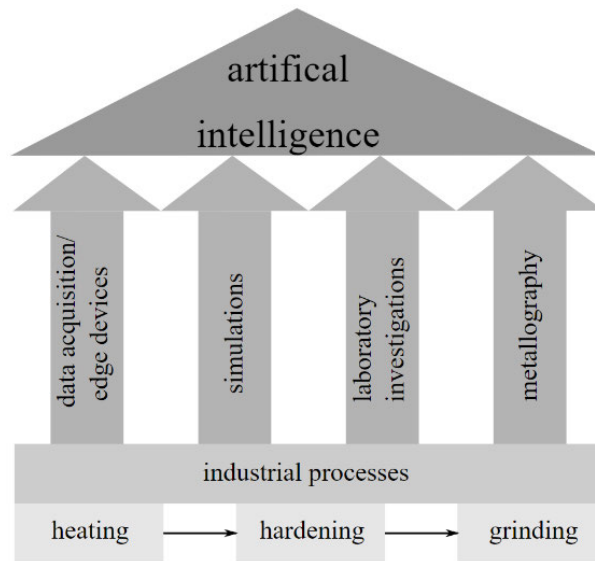 artifical
intelligence
data acquisition/
edge devices
simulations
laboratory
investigations
metallography
industrial processes
heating
hardening
grinding